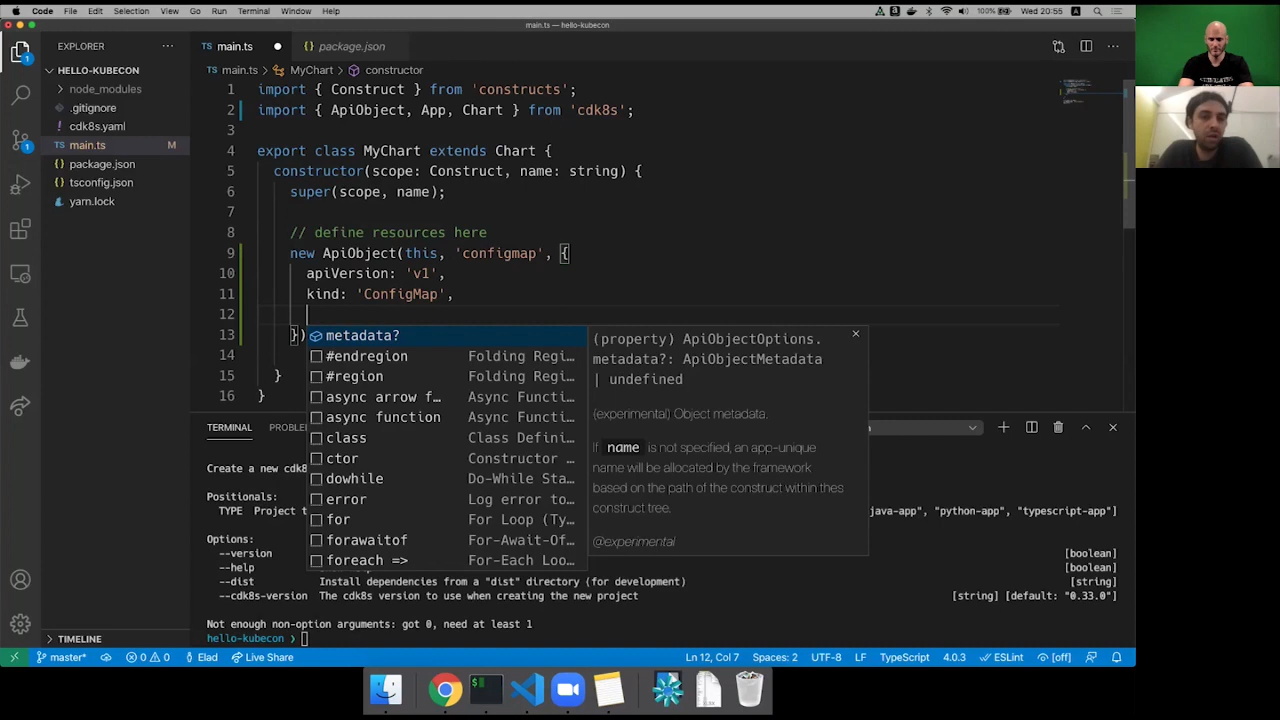 Code File Edit Selection View Go Run Terminal Window Help
100% Wed 20:55 A
main.ts — hello-kubecon
EXPLORER ···
TS main.ts ●
{} package.json
···
HELLO-KUBECON
node_modules
.gitignore
! cdk8s.yaml
TS main.ts M
{} package.json
tsconfig.json
yarn.lock
TIMELINE
TS main.ts > MyChart > constructor
1 import { Construct } from 'constructs';
2 import { ApiObject, App, Chart } from 'cdk8s';
3
4 export class MyChart extends Chart {
5 constructor(scope: Construct, name: string) {
6 super(scope, name);
7
8 // define resources here
9 new ApiObject(this, 'configmap', {
10 apiVersion: 'v1',
11 kind: 'ConfigMap',
12
13 })
14
15 }
16 }
metadata?
#endregion Folding Regi…
#region Folding Regi…
async arrow f… Async Functi…
async function Async Functi…
class Class Defini…
ctor Constructor …
dowhile Do-While Sta…
error Log error to…
for For Loop (Ty…
forawaitof For-Await-Of…
foreach => For-Each Loo…
(property) ApiObjectOptions.
metadata?: ApiObjectMetadata
| undefined
(experimental) Object metadata.
If name is not specified, an app-unique
name will be allocated by the framework
based on the path of the construct within thes
construct tree.
@experimental
TERMINAL PROBLE
Create a new cdk8
Positionals:
TYPE Project t
java-app", "python-app", "typescript-app"]
Options:
--version [boolean]
--help [boolean]
--dist Install dependencies from a "dist" directory (for development) [string]
--cdk8s-version The cdk8s version to use when creating the new project [string] [default: "0.33.0"]
Not enough non-option arguments: got 0, need at least 1
hello-kubecon ❯
master* 0 0 Elad Live Share Ln 12, Col 7 Spaces: 2 UTF-8 LF TypeScript 4.0.3 ESLint [off]